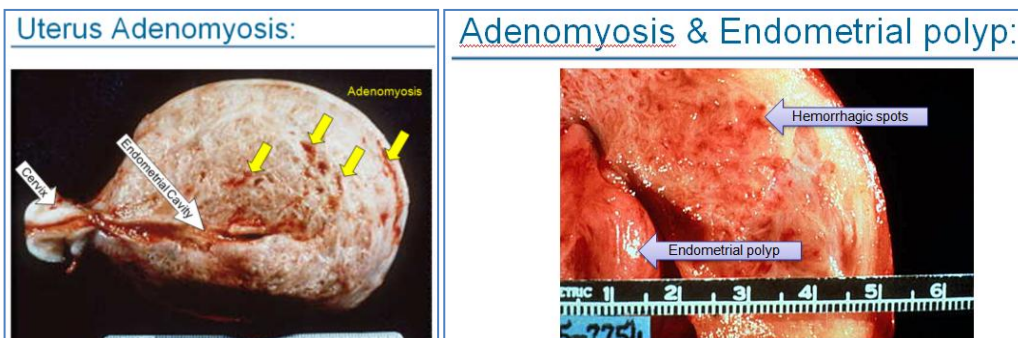 Uterus Adenomyosis:
Adenomyosis
Cervix
Endometrial Cavity
Adenomyosis & Endometrial polyp:
Hemorrhagic spots
Endometrial polyp
1 2 3 4 5 6